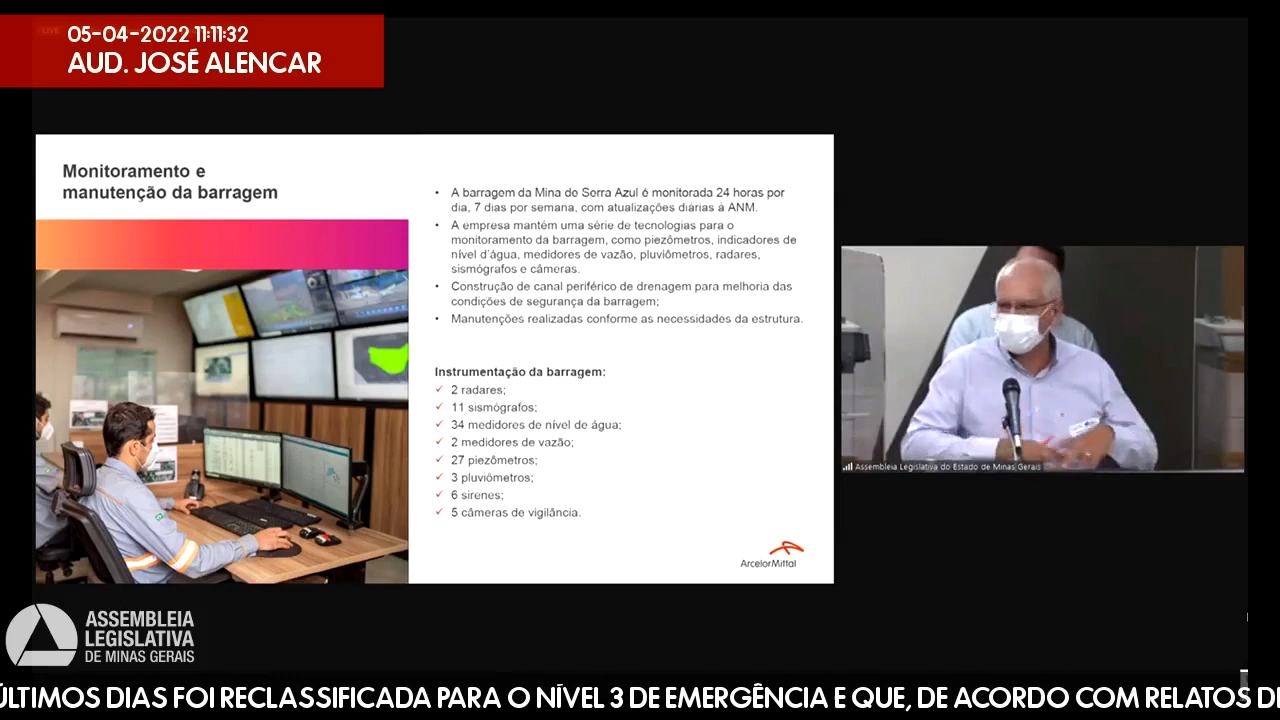 05-04-2022 11:11:32
AUD. JOSÉ ALENCAR
Monitoramento e
manutenção da barragem
• A barragem da Mina de Serra Azul é monitorada 24 horas por
dia, 7 dias por semana, com atualizações diárias à ANM.
• A empresa mantém uma série de tecnologias para o
monitoramento da barragem, como piezômetros, indicadores de
nível d'água, medidores de vazão, pluviômetros, radares,
sismógrafos e câmeras.
• Construção de canal periférico de drenagem para melhoria das
condições de segurança da barragem;
• Manutenções realizadas conforme as necessidades da estrutura.
Instrumentação da barragem:
✓ 2 radares;
✓ 11 sismógrafos;
✓ 34 medidores de nível de água;
✓ 2 medidores de vazão;
✓ 27 piezômetros;
✓ 3 pluviômetros;
✓ 6 sirenes;
✓ 5 câmeras de vigilância.
ArcelorMittal
Assembleia Legislativa do Estado de Minas Gerais
ASSEMBLEIA
LEGISLATIVA
DE MINAS GERAIS
ÚLTIMOS DIAS FOI RECLASSIFICADA PARA O NÍVEL 3 DE EMERGÊNCIA E QUE, DE ACORDO COM RELATOS D